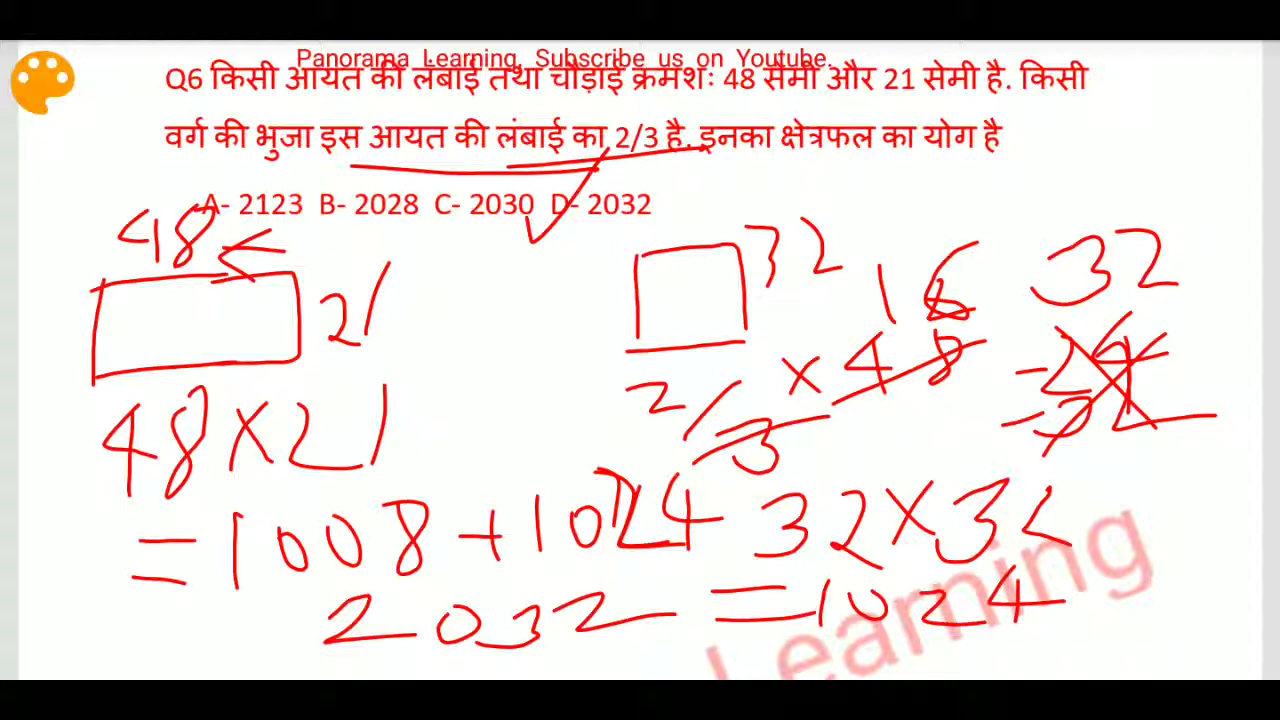 Panorama Learning, Subscribe us on Youtube.
Q6 किसी आयत की लंबाई तथा चौड़ाई क्रमशः 48 सेमी और 21 सेमी है. किसी
वर्ग की भुजा इस आयत की लंबाई का 2/3 है. इनका क्षेत्रफल का योग है
A- 2123 B- 2028 C- 2030 D- 2032
48
21
32
16
32
2/3 × 48
48 × 21
= 1008 + 1024
32 × 32
2032
= 1024
Learning